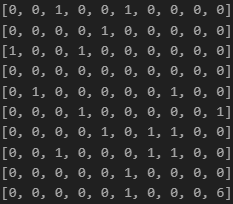 [0, 0, 1, 0, 0, 1, 0, 0, 0, 0]
[0, 0, 0, 0, 1, 0, 0, 0, 0, 0]
[1, 0, 0, 1, 0, 0, 0, 0, 0, 0]
[0, 0, 0, 0, 0, 0, 0, 0, 0, 0]
[0, 1, 0, 0, 0, 0, 0, 1, 0, 0]
[0, 0, 0, 1, 0, 0, 0, 0, 0, 1]
[0, 0, 0, 0, 1, 0, 1, 1, 0, 0]
[0, 0, 1, 0, 0, 0, 1, 1, 0, 0]
[0, 0, 0, 0, 0, 1, 0, 0, 0, 0]
[0, 0, 0, 0, 0, 1, 0, 0, 0, 6]